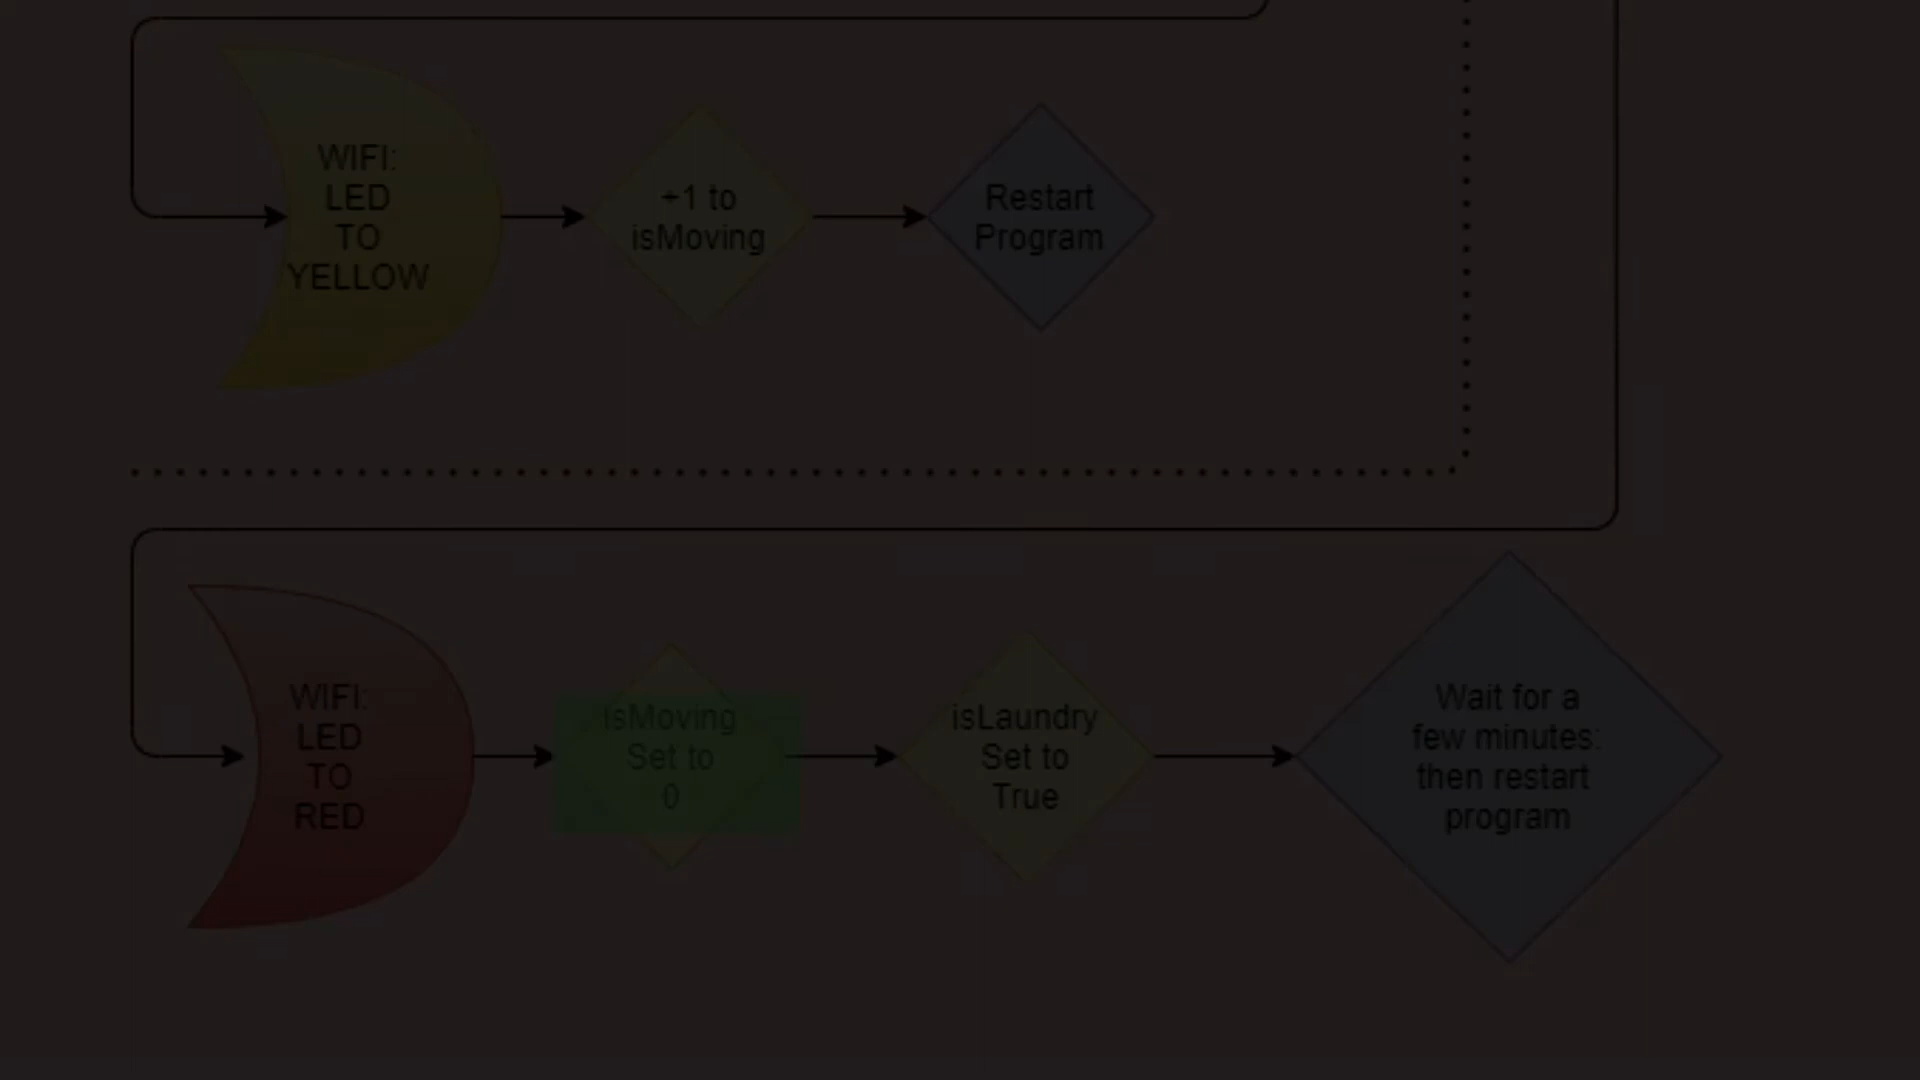 WIFI:
LED
TO
YELLOW
+1 to
isMoving
Restart
Program
WIFI:
LED
TO
RED
isMoving
Set to
0
isLaundry
Set to
True
Wait for a
few minutes:
then restart
program